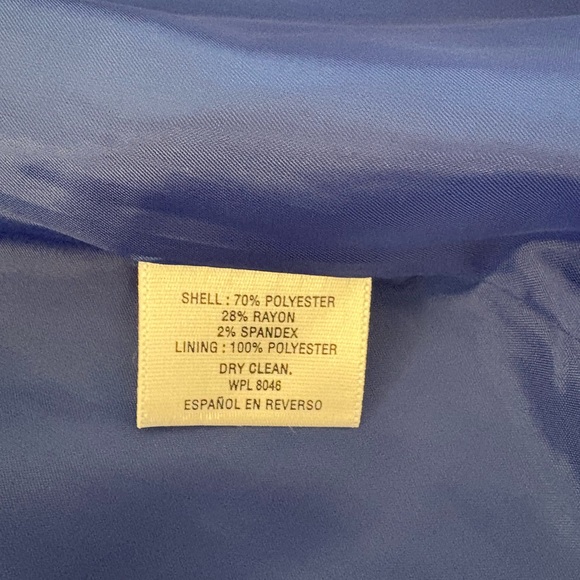 SHELL : 70% POLYESTER
28% RAYON
2% SPANDEX
LINING : 100% POLYESTER
DRY CLEAN.
WPL 8046
ESPAÑOL EN REVERSO